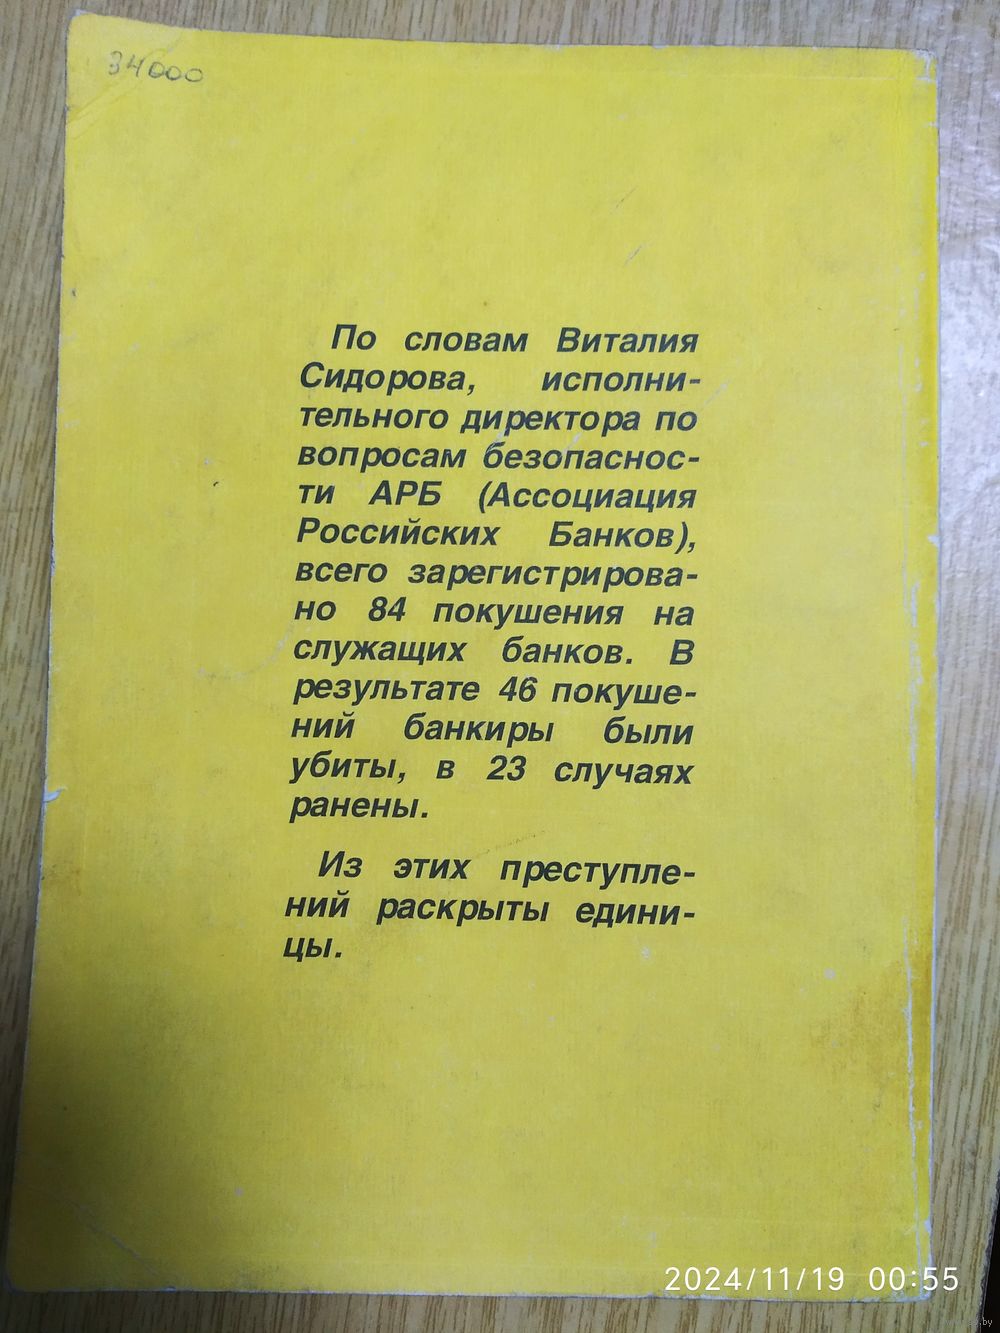 34000
По словам Виталия
Сидорова, исполни-
тельного директора по
вопросам безопаснос-
ти АРБ (Ассоциация
Российских Банков),
всего зарегистрирова-
но 84 покушения на
служащих банков. В
результате 46 покуше-
ний банкиры были
убиты, в 23 случаях
ранены.
Из этих преступле-
ний раскрыты едини-
цы.
2024/11/19 00:55